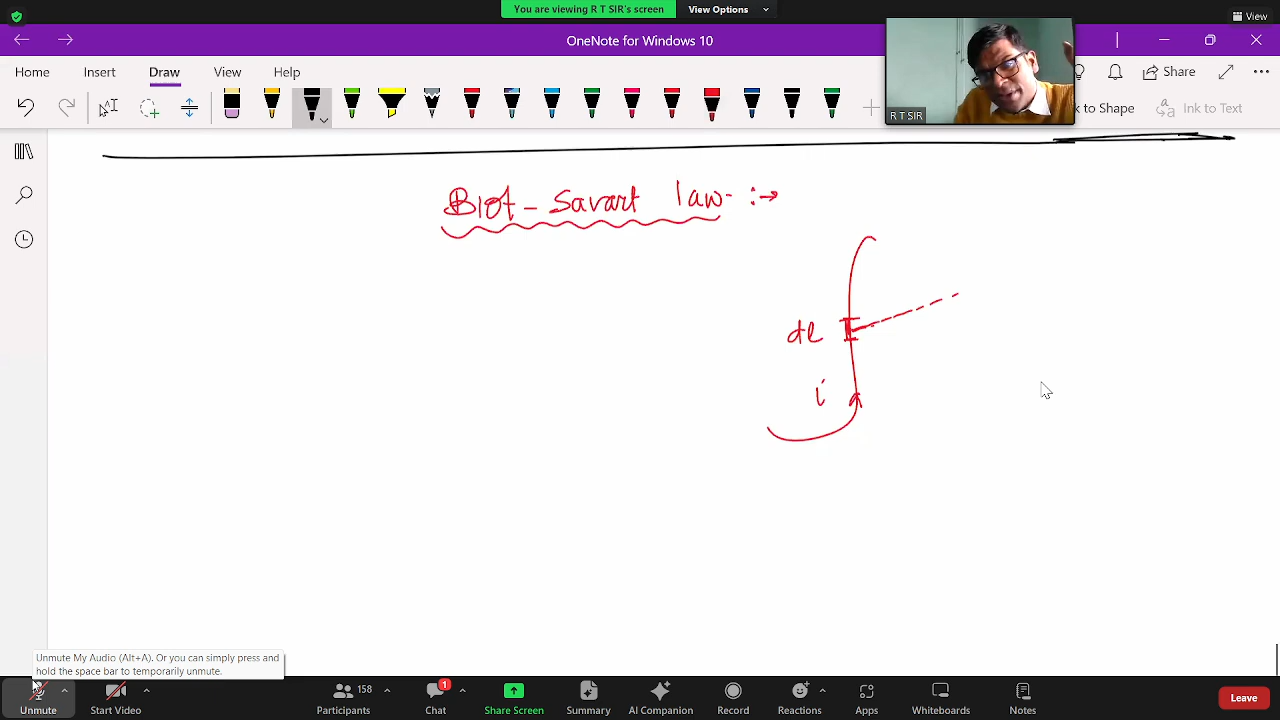 You are viewing R T SIR's screen View Options
View
OneNote for Windows 10
Home Insert Draw View Help
Share
R T SIR
to Shape Ink to Text
Biot - Savart law :→
dl
i
Unmute My Audio (Alt+A). Or you can simply press and
hold the space bar to temporarily unmute.
158
1
Unmute Start Video Participants Chat Share Screen Summary AI Companion Record Reactions Apps Whiteboards Notes
Leave